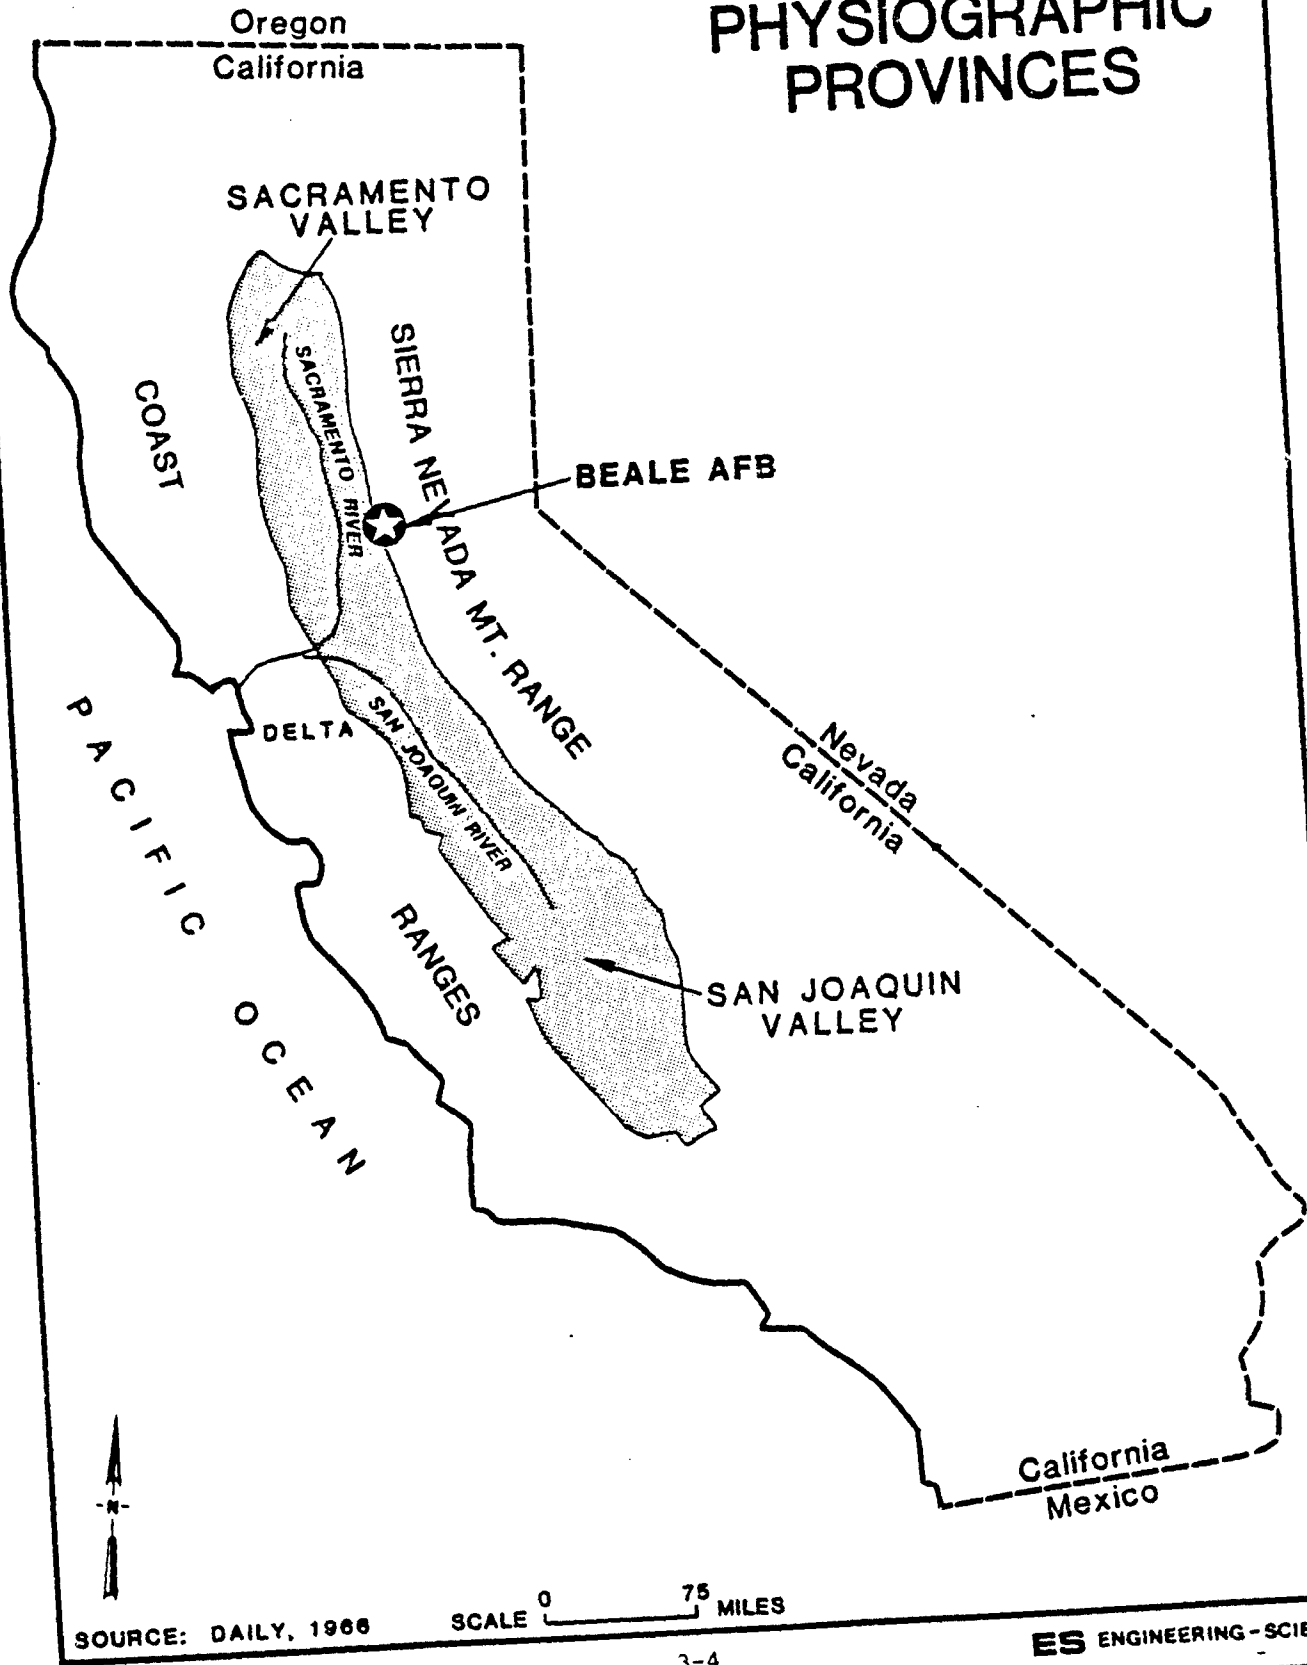 PHYSIOGRAPHIC
PROVINCES
Oregon
California
SACRAMENTO
VALLEY
SACRAMENTO RIVER
SIERRA NEVADA MT. RANGE
COAST
BEALE AFB
DELTA
SAN JOAQUIN RIVER
Nevada
California
PACIFIC OCEAN
RANGES
SAN JOAQUIN
VALLEY
California
Mexico
-N-
SCALE 0 75 MILES
SOURCE: DAILY, 1966
ES ENGINEERING-SCIE
3-4